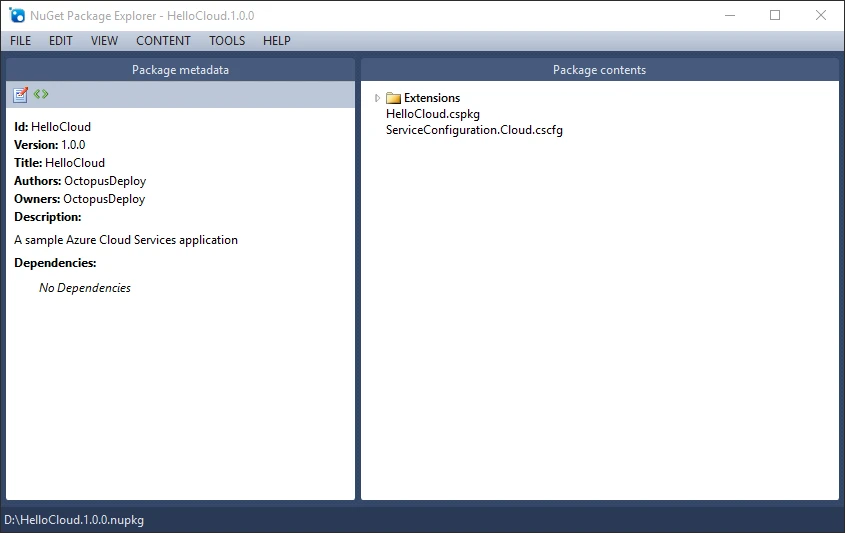 NuGet Package Explorer - HelloCloud.1.0.0
FILE EDIT VIEW CONTENT TOOLS HELP
Package metadata
Id: HelloCloud
Version: 1.0.0
Title: HelloCloud
Authors: OctopusDeploy
Owners: OctopusDeploy
Description:
A sample Azure Cloud Services application
Dependencies:
No Dependencies
Package contents
Extensions
HelloCloud.cspkg
ServiceConfiguration.Cloud.cscfg
D:\HelloCloud.1.0.0.nupkg